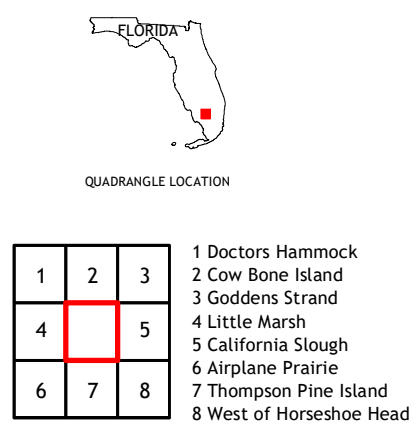 FLORIDA
QUADRANGLE LOCATION
1 2 3
4 5
6 7 8
1 Doctors Hammock
2 Cow Bone Island
3 Goddens Strand
4 Little Marsh
5 California Slough
6 Airplane Prairie
7 Thompson Pine Island
8 West of Horseshoe Head